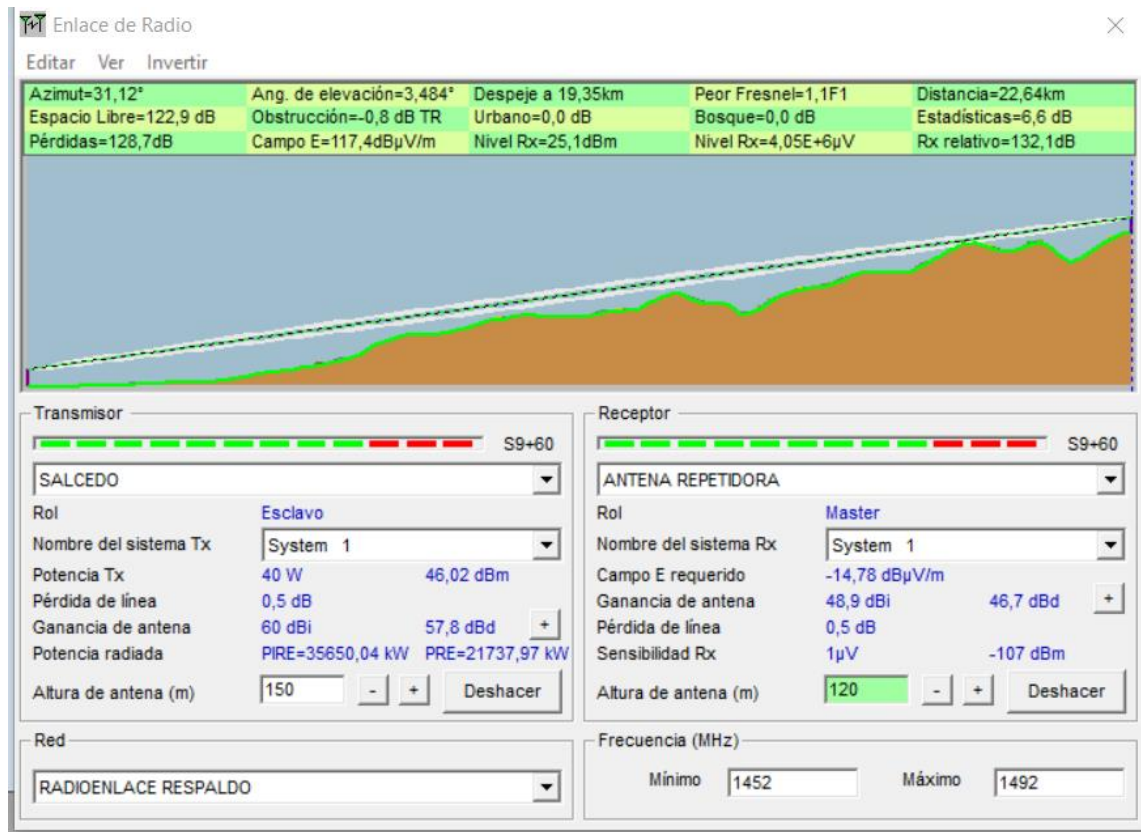 Enlace de Radio
Editar Ver Invertir
Azimut=31,12° Ang. de elevación=3,484° Despeje a 19,35km Peor Fresnel=1,1F1 Distancia=22,64km
Espacio Libre=122,9 dB Obstrucción=-0,8 dB TR Urbano=0,0 dB Bosque=0,0 dB Estadísticas=6,6 dB
Pérdidas=128,7dB Campo E=117,4dBµV/m Nivel Rx=25,1dBm Nivel Rx=4,05E+6µV Rx relativo=132,1dB
Transmisor
S9+60
SALCEDO
Rol Esclavo
Nombre del sistema Tx System 1
Potencia Tx 40 W 46,02 dBm
Pérdida de línea 0,5 dB
Ganancia de antena 60 dBi 57,8 dBd +
Potencia radiada PIRE=35650,04 kW PRE=21737,97 kW
Altura de antena (m) 150 - + Deshacer
Receptor
S9+60
ANTENA REPETIDORA
Rol Master
Nombre del sistema Rx System 1
Campo E requerido -14,78 dBµV/m
Ganancia de antena 48,9 dBi 46,7 dBd +
Pérdida de línea 0,5 dB
Sensibilidad Rx 1µV -107 dBm
Altura de antena (m) 120 - + Deshacer
Red
RADIOENLACE RESPALDO
Frecuencia (MHz)
Mínimo 1452 Máximo 1492